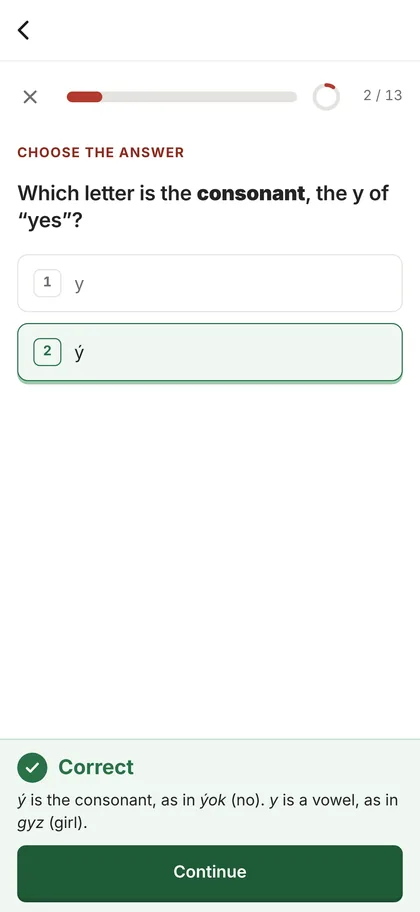 2 / 13
CHOOSE THE ANSWER
Which letter is the consonant, the y of
“yes”?
1 y
2 ý
Correct
ý is the consonant, as in ýok (no). y is a vowel, as in
gyz (girl).
Continue